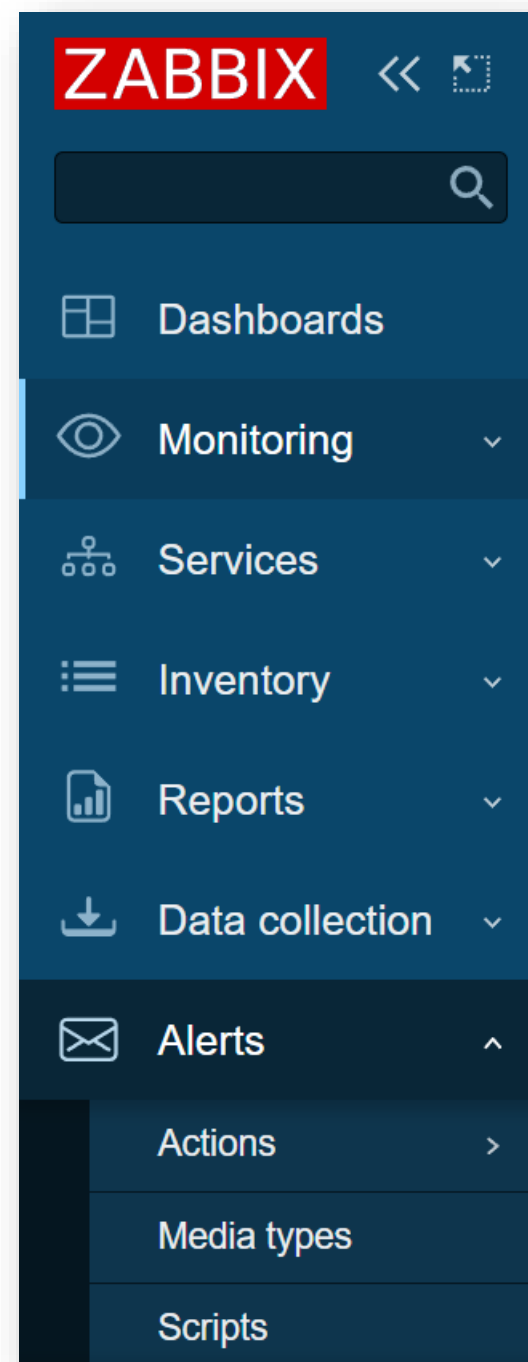 ZABBIX
Dashboards
Monitoring
Services
Inventory
Reports
Data collection
Alerts
Actions
Media types
Scripts